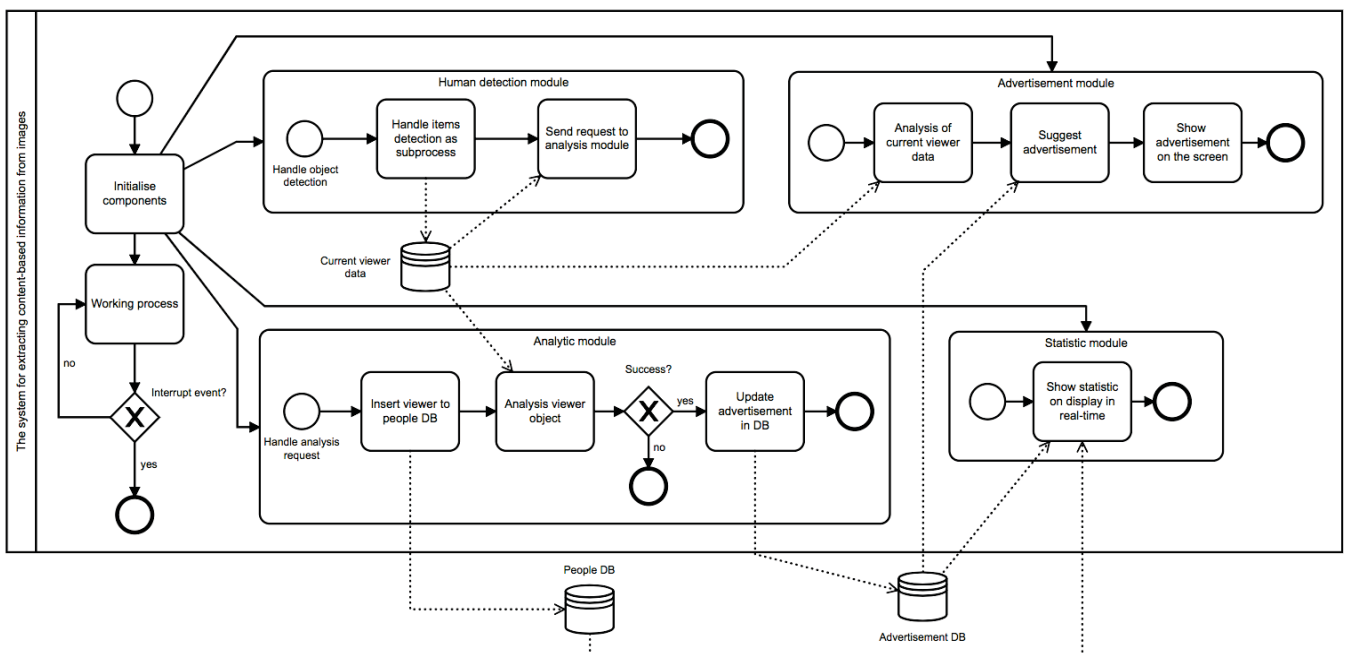 The system for extracting content-based information from images
Initialise
components
Working process
no
Interrupt event?
yes
Human detection module
Handle object
detection
Handle items
detection as
subprocess
Send request to
analysis module
Advertisement module
Analysis of
current viewer
data
Suggest
advertisement
Show
advertisement
on the screen
Current viewer
data
Analytic module
Handle analysis
request
Insert viewer to
people DB
Analysis viewer
object
Success?
yes
no
Update
advertisement
in DB
Statistic module
Show statistic
on display in
real-time
People DB
Advertisement DB